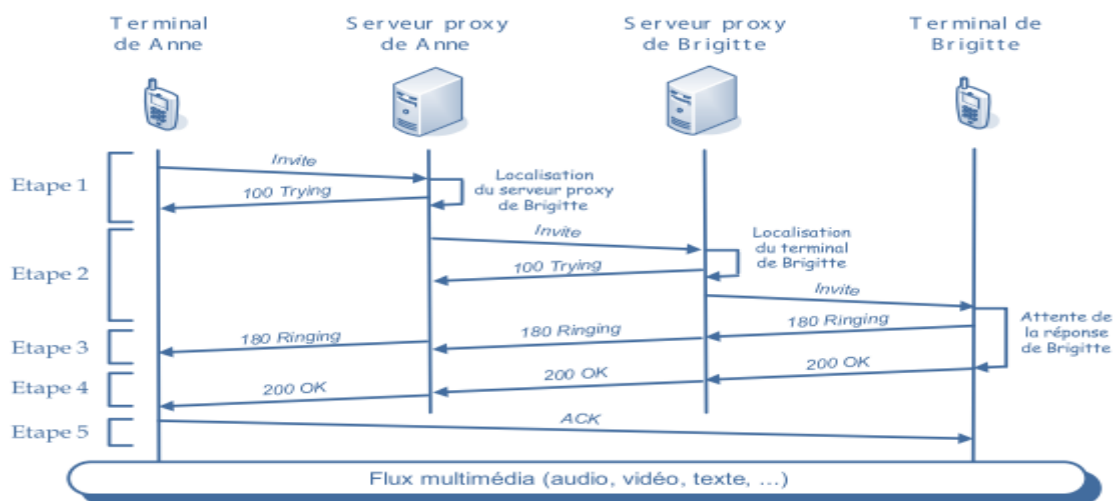 Terminal
de Anne
Serveur proxy
de Anne
Serveur proxy
de Brigitte
Terminal de
Brigitte
Etape 1
Invite
100 Trying
Localisation
du serveur proxy
de Brigitte
Etape 2
Invite
100 Trying
Localisation
du terminal
de Brigitte
Invite
Etape 3
180 Ringing
180 Ringing
180 Ringing
Attente de
la réponse
de Brigitte
Etape 4
200 OK
200 OK
200 OK
Etape 5
ACK
Flux multimédia (audio, vidéo, texte, ...)